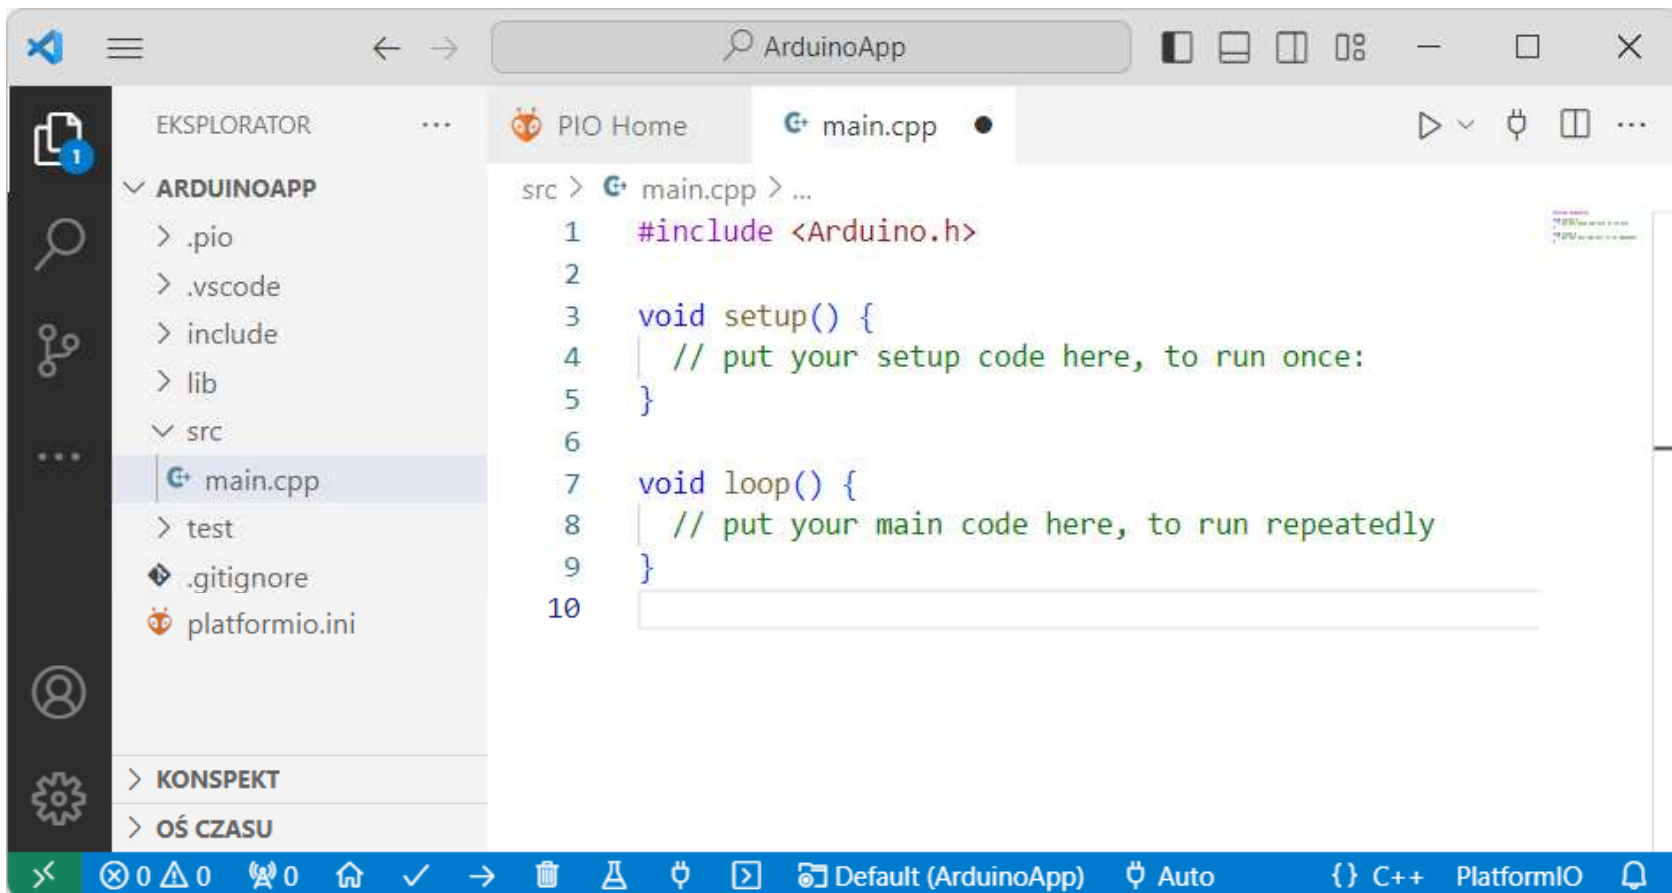 ArduinoApp
EKSPLORATOR ...
1
ARDUINOAPP
.pio
.vscode
include
lib
src
main.cpp
test
.gitignore
platformio.ini
KONSPEKT
OŚ CZASU
PIO Home main.cpp
src > main.cpp > ...
1 #include <Arduino.h>
2
3 void setup() {
4 // put your setup code here, to run once:
5 }
6
7 void loop() {
8 // put your main code here, to run repeatedly
9 }
10
0 0 0 Default (ArduinoApp) Auto {} C++ PlatformIO